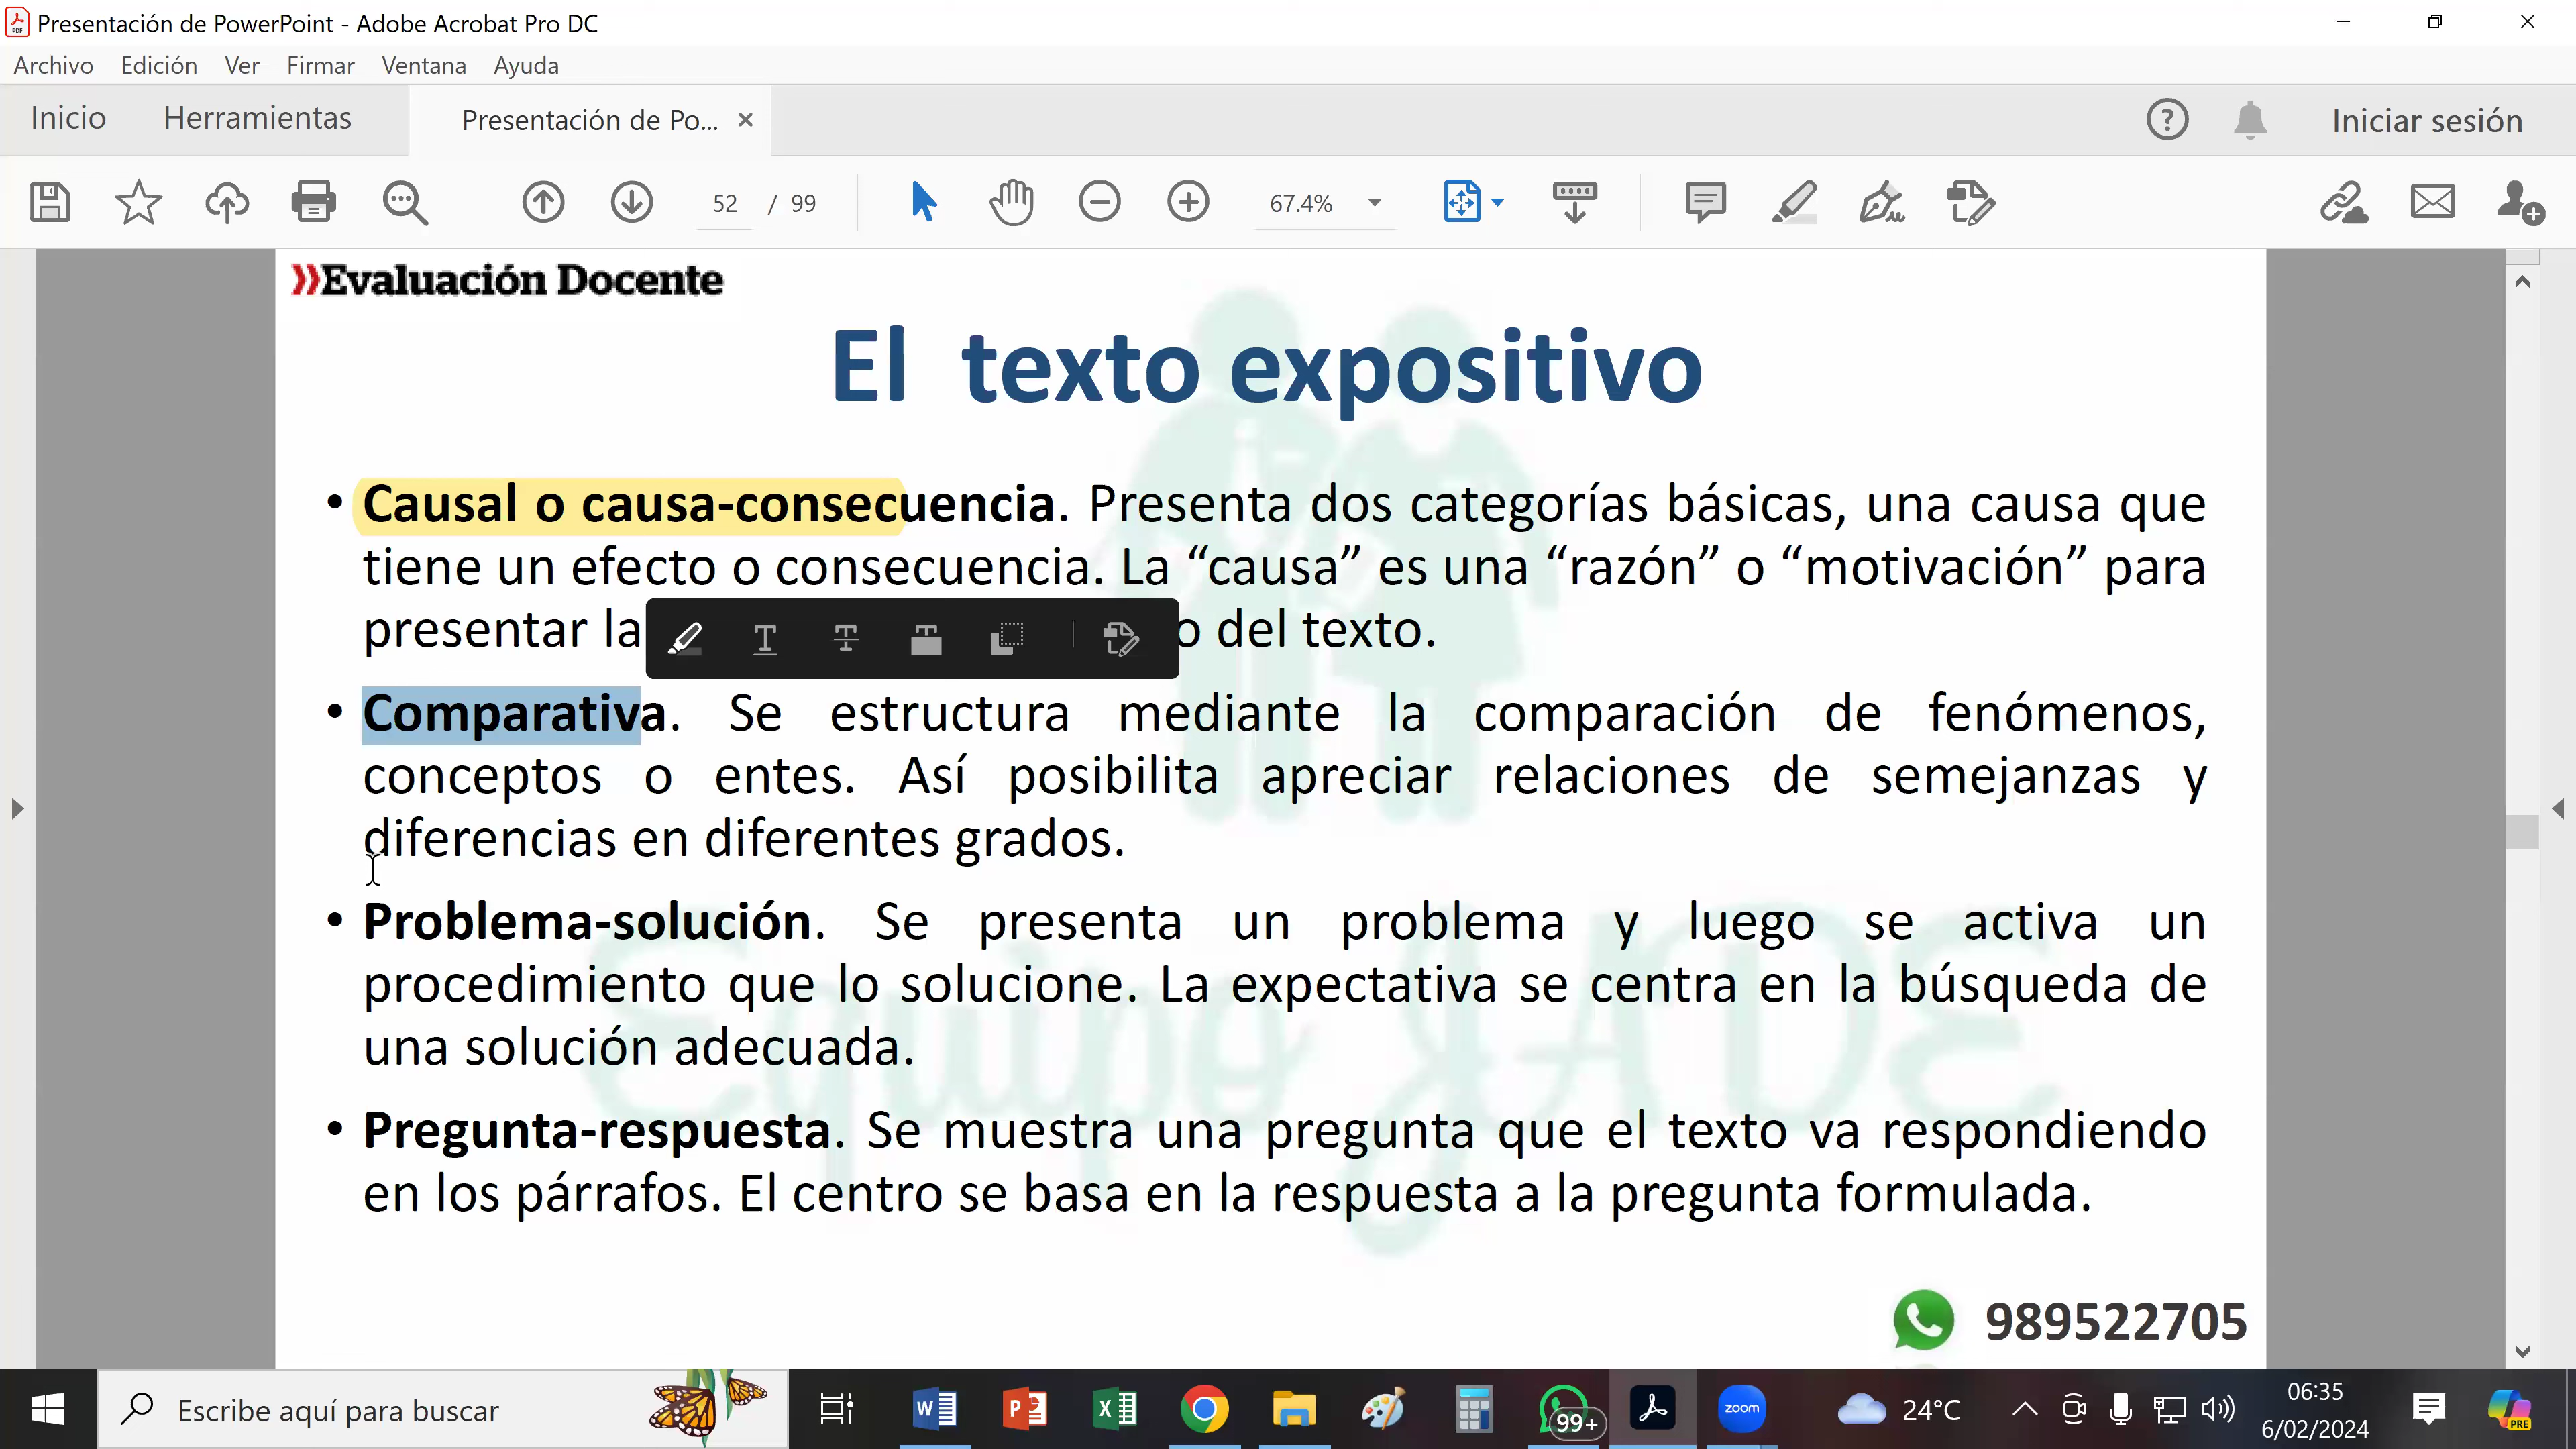 Presentación de PowerPoint - Adobe Acrobat Pro DC
Archivo Edición Ver Firmar Ventana Ayuda
Inicio Herramientas Presentación de Po... Iniciar sesión
52 / 99 67.4%
Evaluación Docente
El texto expositivo
• Causal o causa-consecuencia. Presenta dos categorías básicas, una causa que
tiene un efecto o consecuencia. La “causa” es una “razón” o “motivación” para
presentar la o del texto.
• Comparativa. Se estructura mediante la comparación de fenómenos,
conceptos o entes. Así posibilita apreciar relaciones de semejanzas y
diferencias en diferentes grados.
• Problema-solución. Se presenta un problema y luego se activa un
procedimiento que lo solucione. La expectativa se centra en la búsqueda de
una solución adecuada.
• Pregunta-respuesta. Se muestra una pregunta que el texto va respondiendo
en los párrafos. El centro se basa en la respuesta a la pregunta formulada.
Equipo JADE
989522705
Escribe aquí para buscar
zoom
99+
24°C
06:35
6/02/2024
PRE